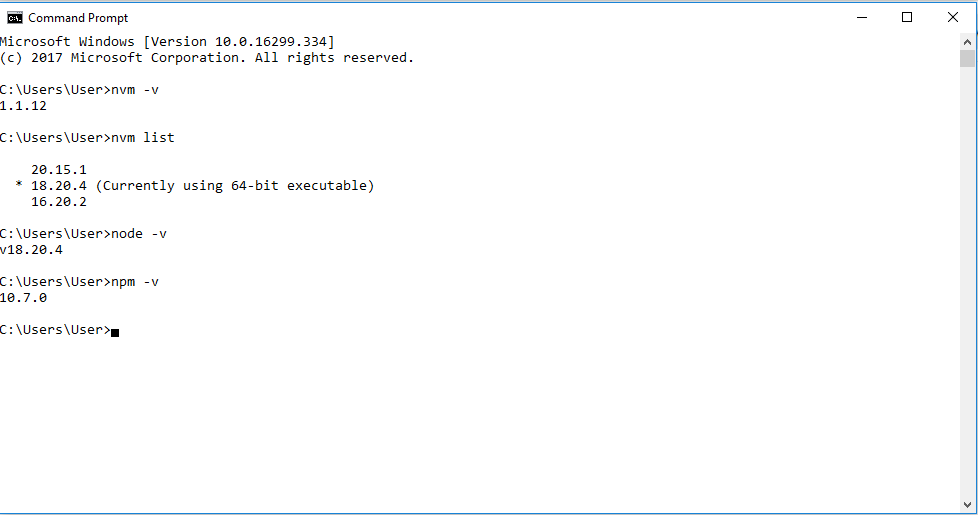 Command Prompt
Microsoft Windows [Version 10.0.16299.334]
(c) 2017 Microsoft Corporation. All rights reserved.
C:\Users\User>nvm -v
1.1.12
C:\Users\User>nvm list
20.15.1
* 18.20.4 (Currently using 64-bit executable)
16.20.2
C:\Users\User>node -v
v18.20.4
C:\Users\User>npm -v
10.7.0
C:\Users\User>